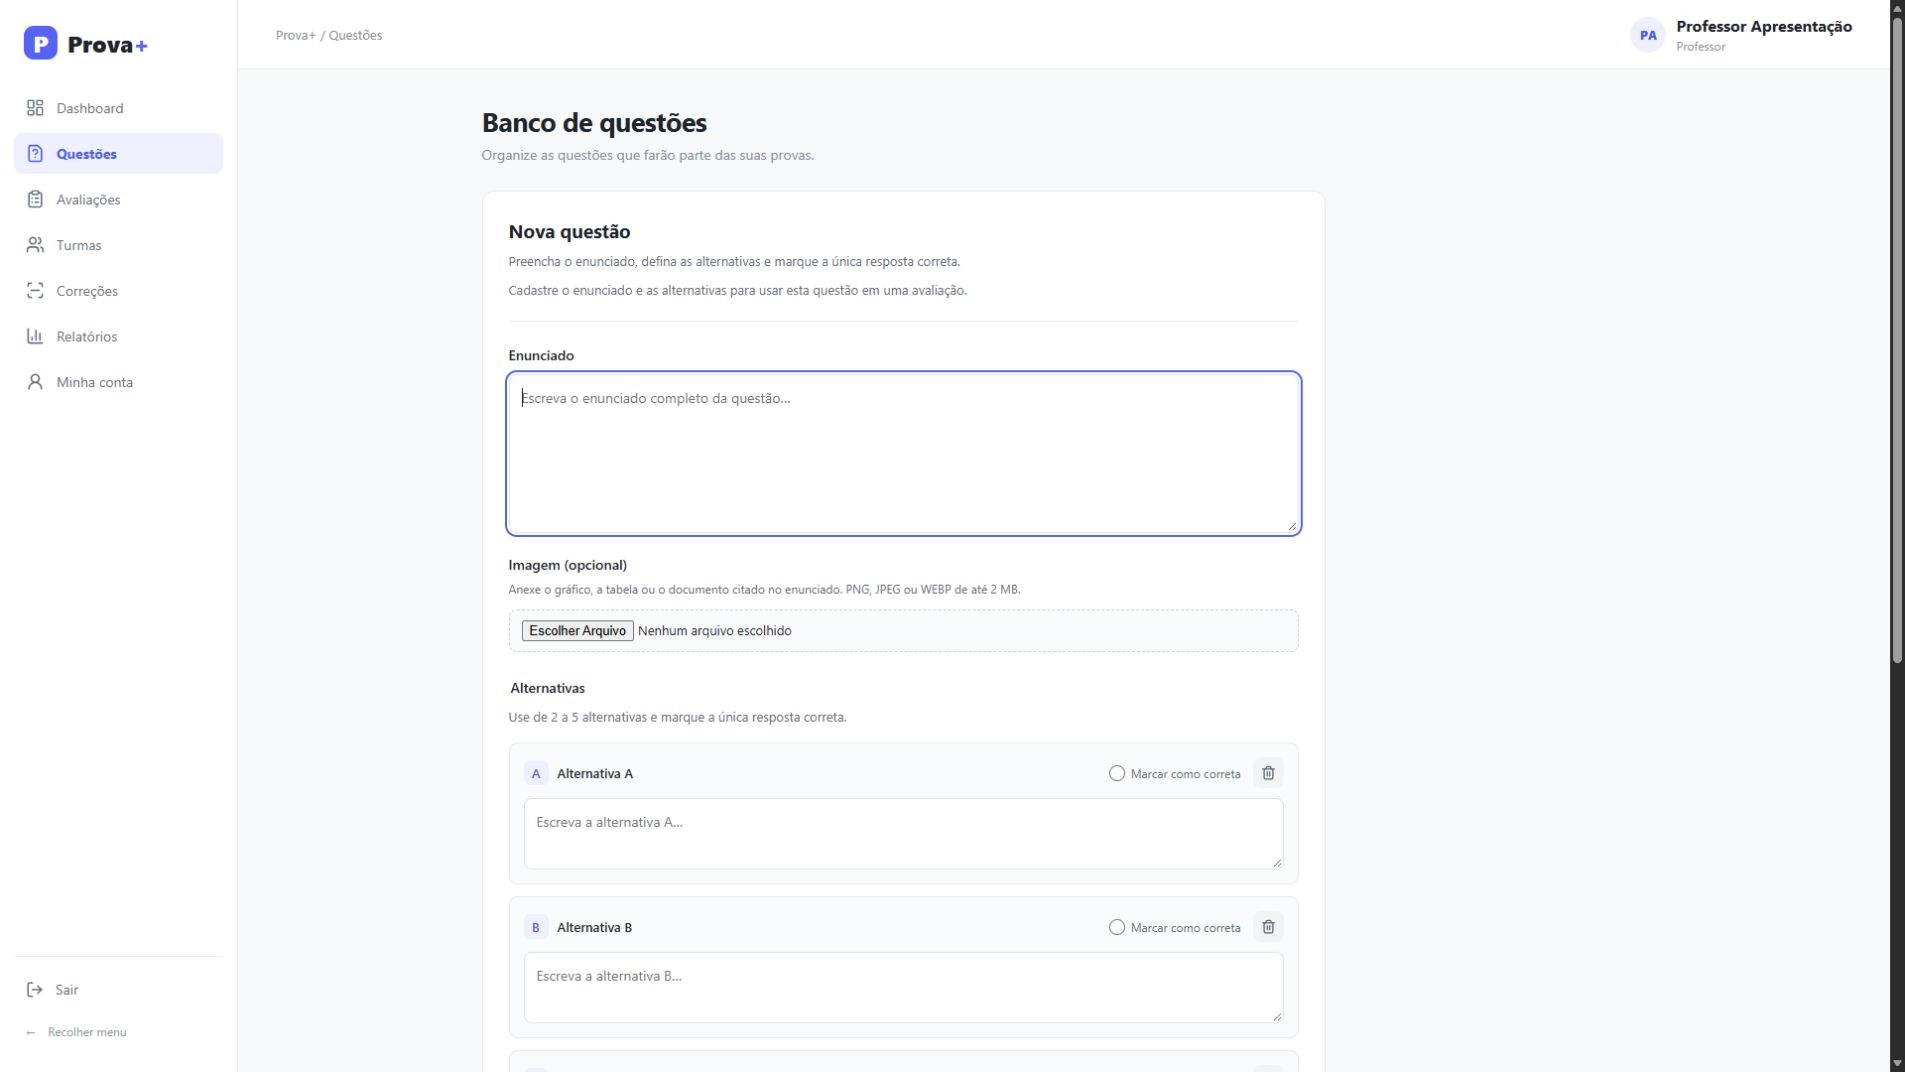 P Prova+
Prova+ / Questões
PA
Professor Apresentação
Professor
Dashboard
Questões
Avaliações
Turmas
Correções
Relatórios
Minha conta
Sair
← Recolher menu
Banco de questões
Organize as questões que farão parte das suas provas.
Nova questão
Preencha o enunciado, defina as alternativas e marque a única resposta correta.
Cadastre o enunciado e as alternativas para usar esta questão em uma avaliação.
Enunciado
Escreva o enunciado completo da questão...
Imagem (opcional)
Anexe o gráfico, a tabela ou o documento citado no enunciado. PNG, JPEG ou WEBP de até 2 MB.
Escolher Arquivo Nenhum arquivo escolhido
Alternativas
Use de 2 a 5 alternativas e marque a única resposta correta.
A Alternativa A Marcar como correta
Escreva a alternativa A...
B Alternativa B Marcar como correta
Escreva a alternativa B...